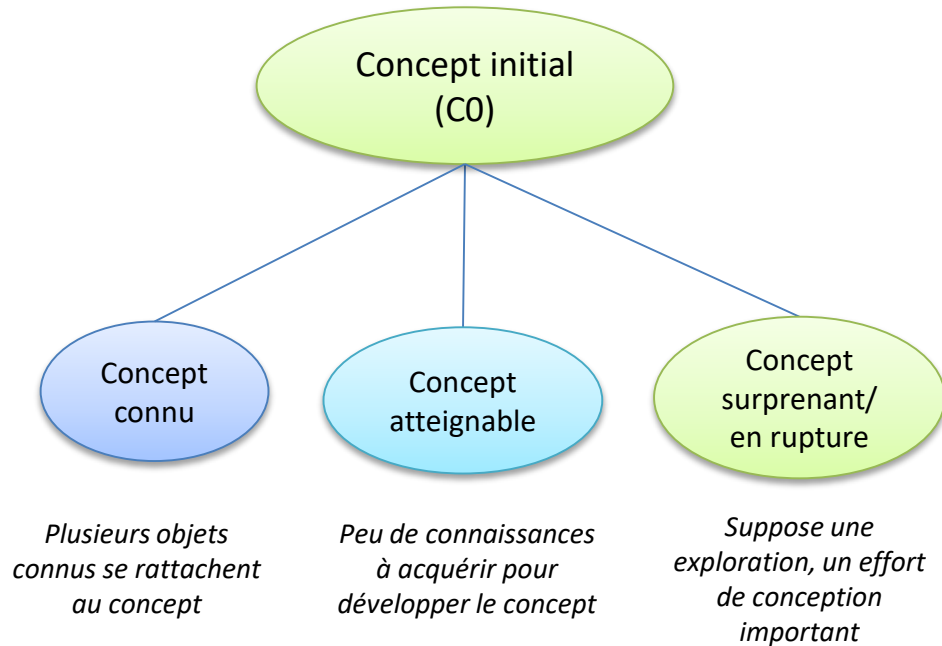 Concept initial
(C0)
Concept
connu
Concept
atteignable
Concept
surprenant/
en rupture
Plusieurs objets
connus se rattachent
au concept
Peu de connaissances
à acquérir pour
développer le concept
Suppose une
exploration, un effort
de conception
important